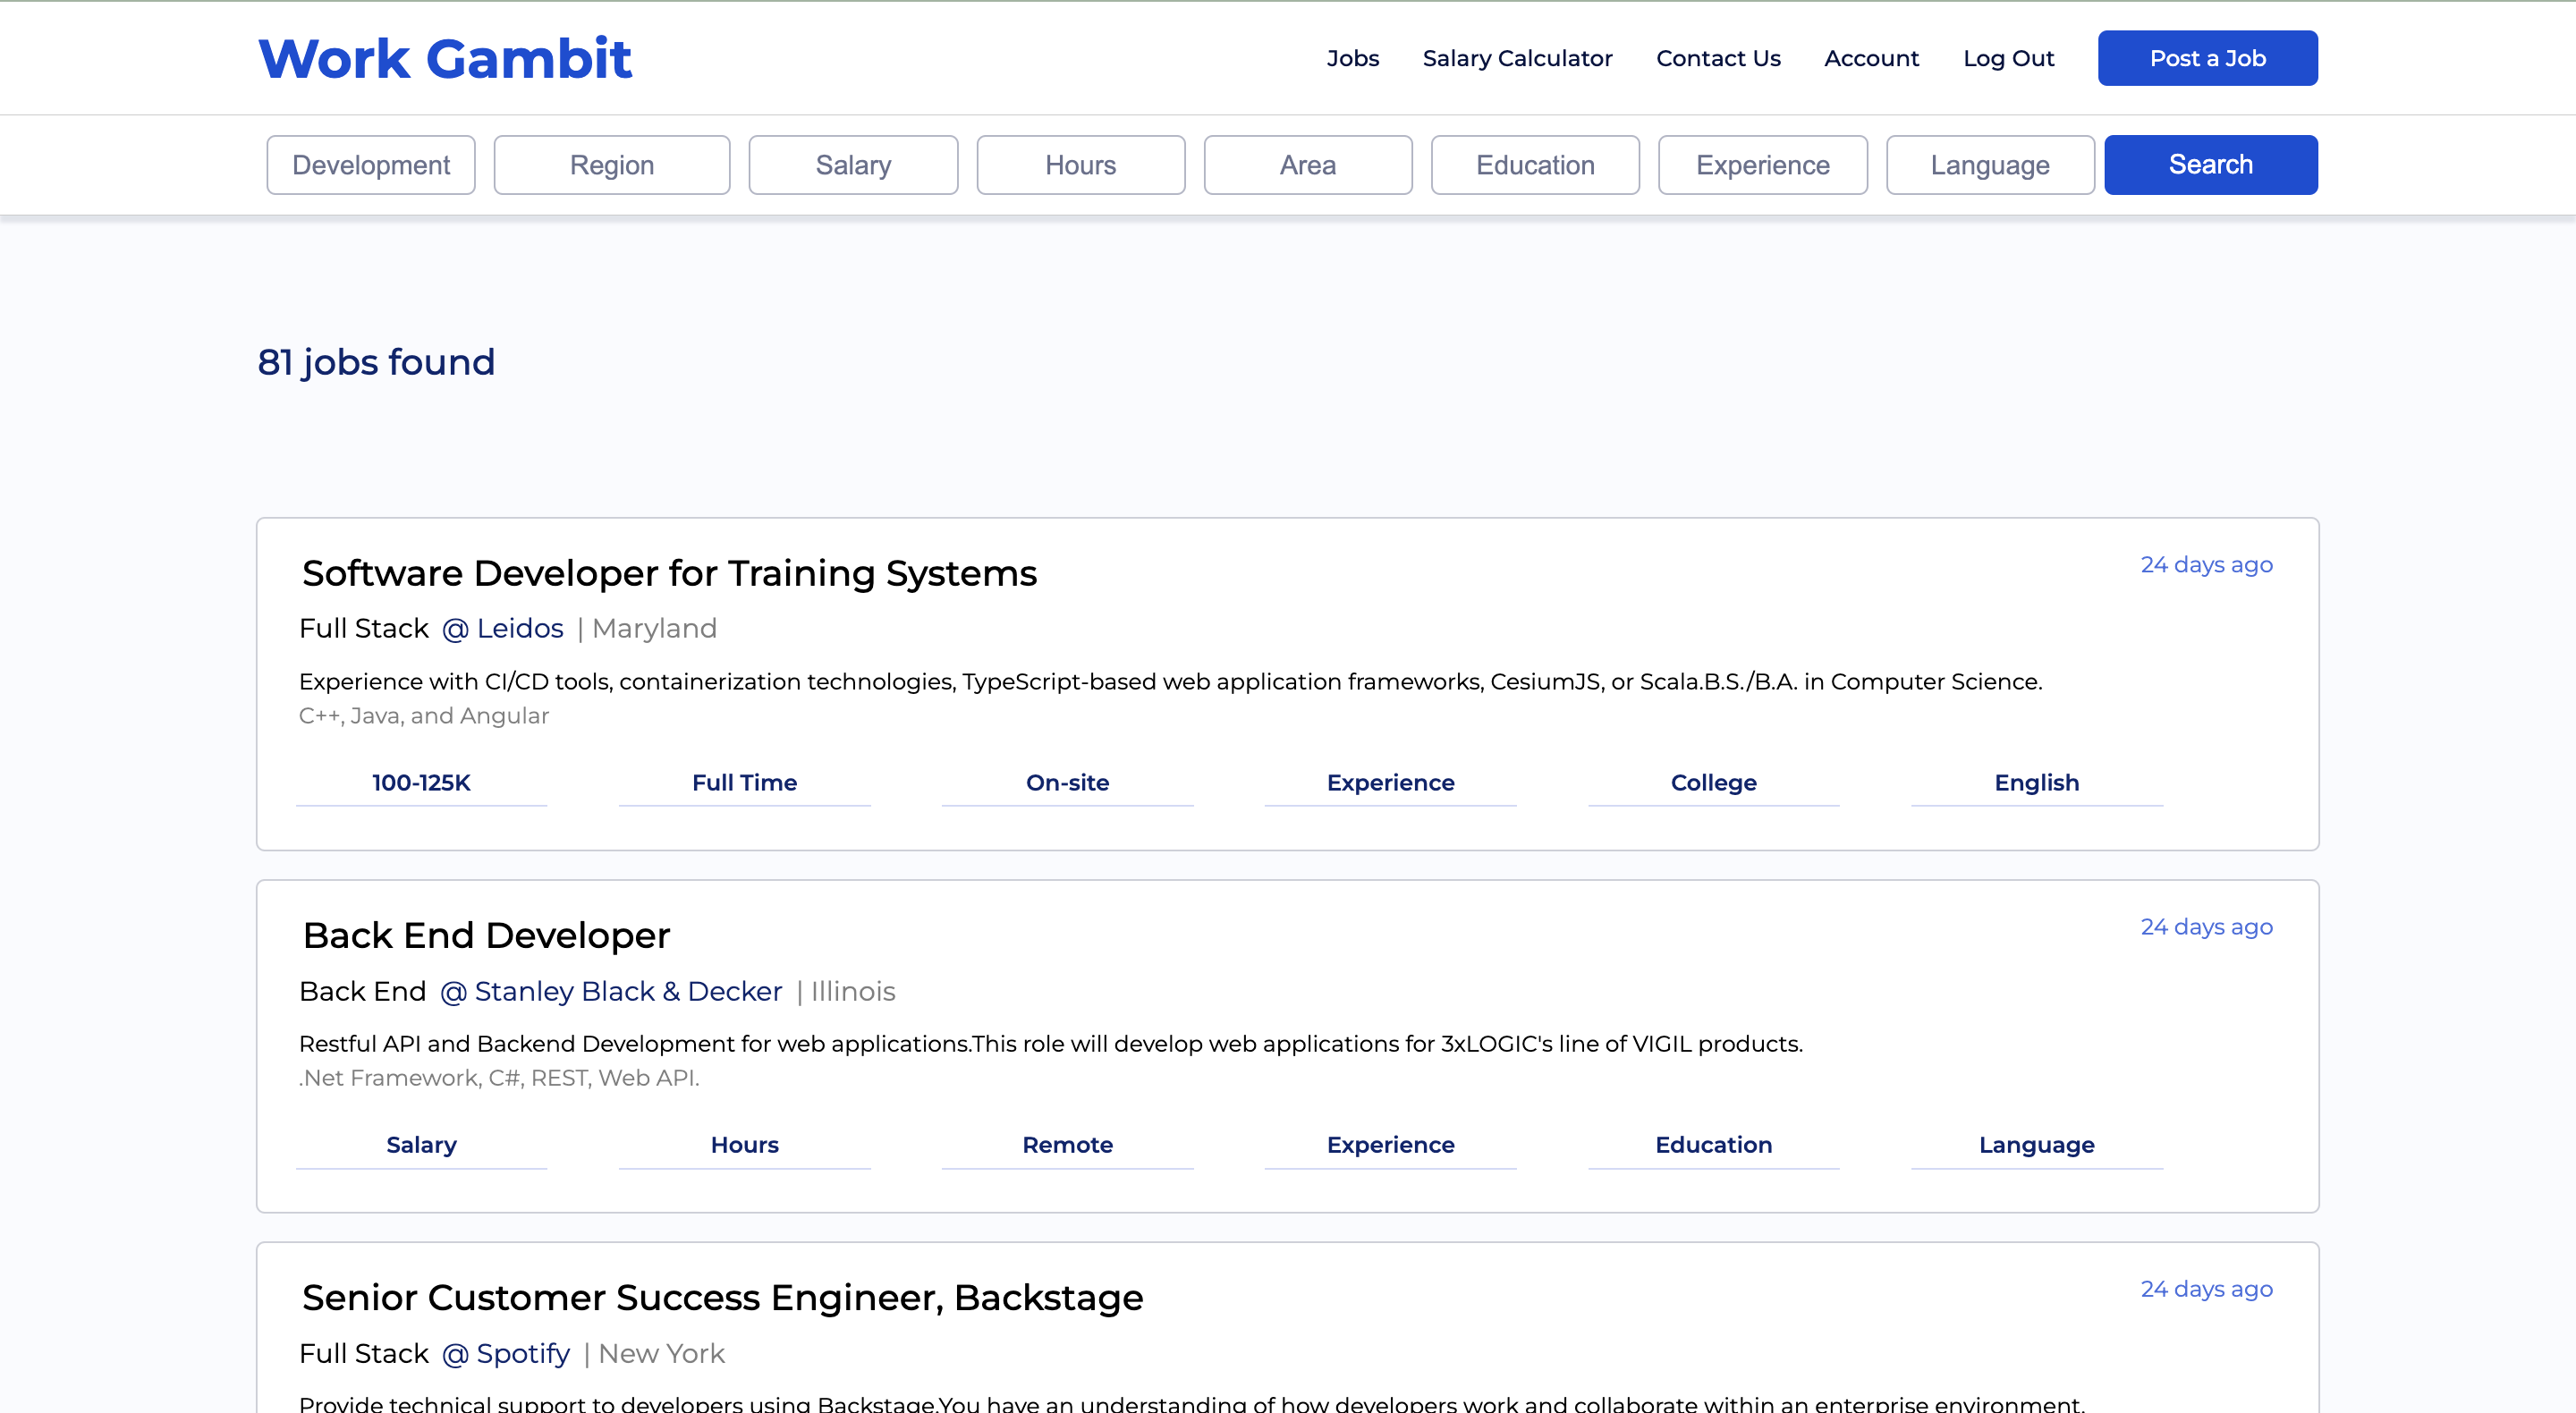 Work Gambit
Jobs Salary Calculator Contact Us Account Log Out Post a Job
Development Region Salary Hours Area Education Experience Language Search
81 jobs found
Software Developer for Training Systems
24 days ago
Full Stack @ Leidos | Maryland
Experience with CI/CD tools, containerization technologies, TypeScript-based web application frameworks, CesiumJS, or Scala.B.S./B.A. in Computer Science.
C++, Java, and Angular
100-125K Full Time On-site Experience College English
Back End Developer
24 days ago
Back End @ Stanley Black & Decker | Illinois
Restful API and Backend Development for web applications.This role will develop web applications for 3xLOGIC's line of VIGIL products.
.Net Framework, C#, REST, Web API.
Salary Hours Remote Experience Education Language
Senior Customer Success Engineer, Backstage
24 days ago
Full Stack @ Spotify | New York
Provide technical support to developers using Backstage.You have an understanding of how developers work and collaborate within an enterprise environment.